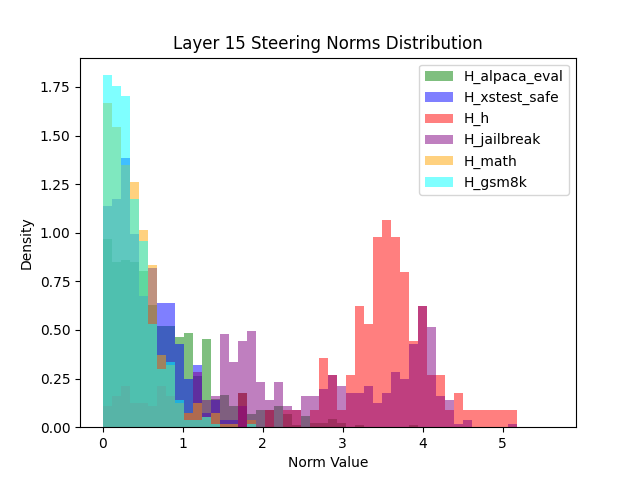 Layer 15 Steering Norms Distribution
H_alpaca_eval
H_xstest_safe
H_h
H_jailbreak
H_math
H_gsm8k
Density
1.75
1.50
1.25
1.00
0.75
0.50
0.25
0.00
0 1 2 3 4 5
Norm Value